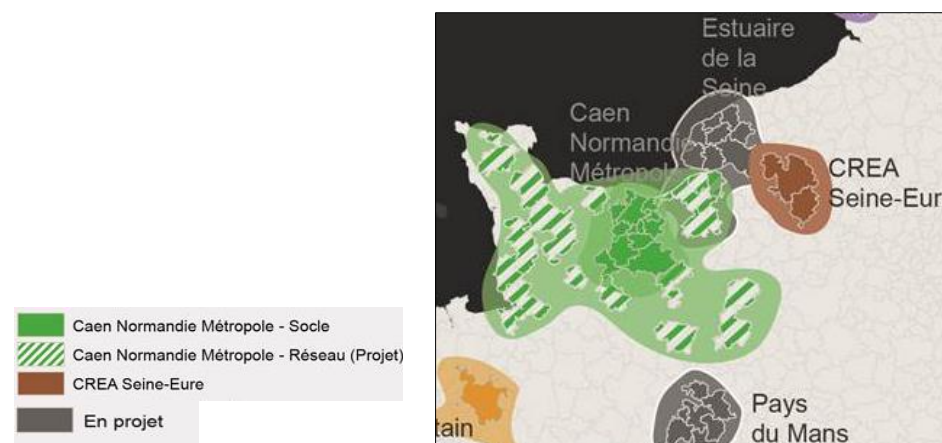 Estuaire
de la
Seine
Caen
Normandie
Métropole
CREA
Seine-Eur
Pays
du Mans
tain
Caen Normandie Métropole - Socle
Caen Normandie Métropole - Réseau (Projet)
CREA Seine-Eure
En projet